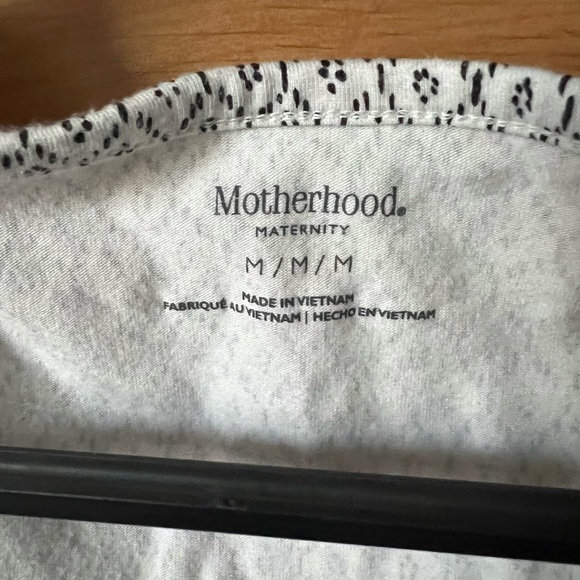 Motherhood.
MATERNITY
M / M / M
MADE IN VIETNAM
FABRIQUÉ AU VIETNAM | HECHO EN VIETNAM